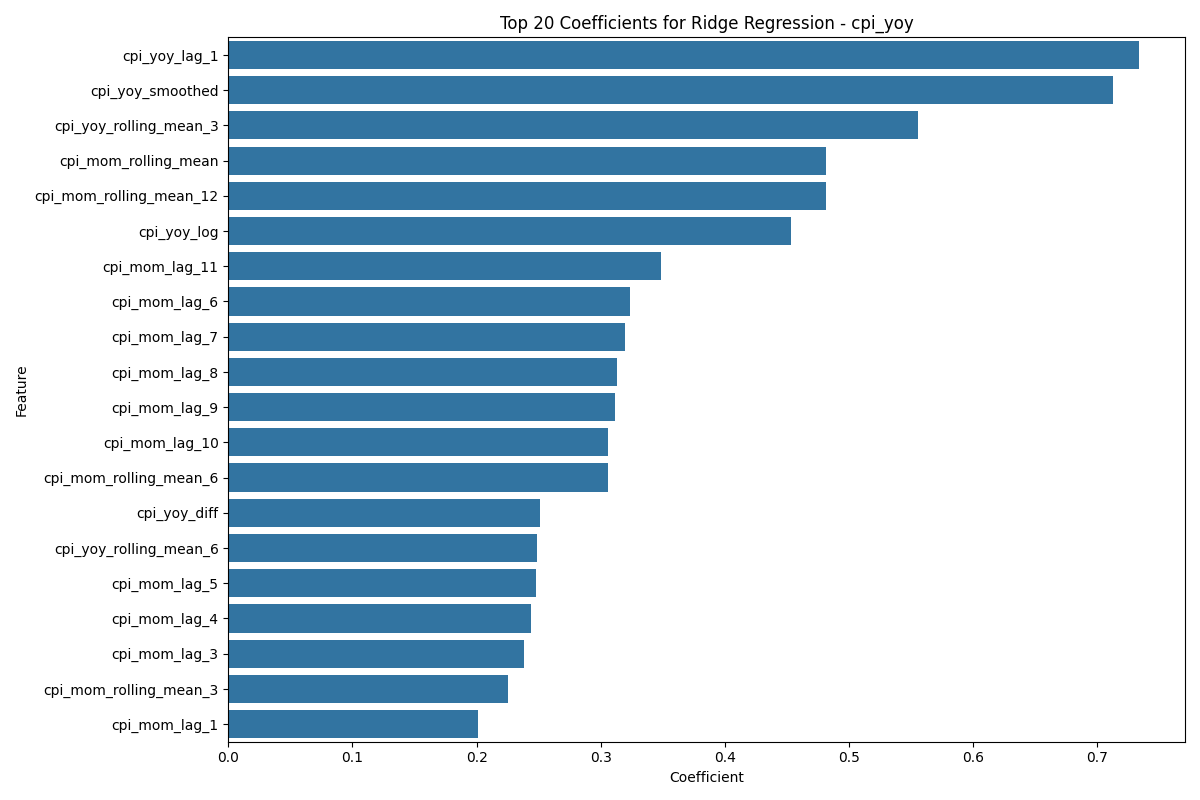 Top 20 Coefficients for Ridge Regression - cpi_yoy
cpi_yoy_lag_1
cpi_yoy_smoothed
cpi_yoy_rolling_mean_3
cpi_mom_rolling_mean
cpi_mom_rolling_mean_12
cpi_yoy_log
cpi_mom_lag_11
cpi_mom_lag_6
cpi_mom_lag_7
cpi_mom_lag_8
cpi_mom_lag_9
cpi_mom_lag_10
cpi_mom_rolling_mean_6
cpi_yoy_diff
cpi_yoy_rolling_mean_6
cpi_mom_lag_5
cpi_mom_lag_4
cpi_mom_lag_3
cpi_mom_rolling_mean_3
cpi_mom_lag_1
Feature
0.0 0.1 0.2 0.3 0.4 0.5 0.6 0.7
Coefficient